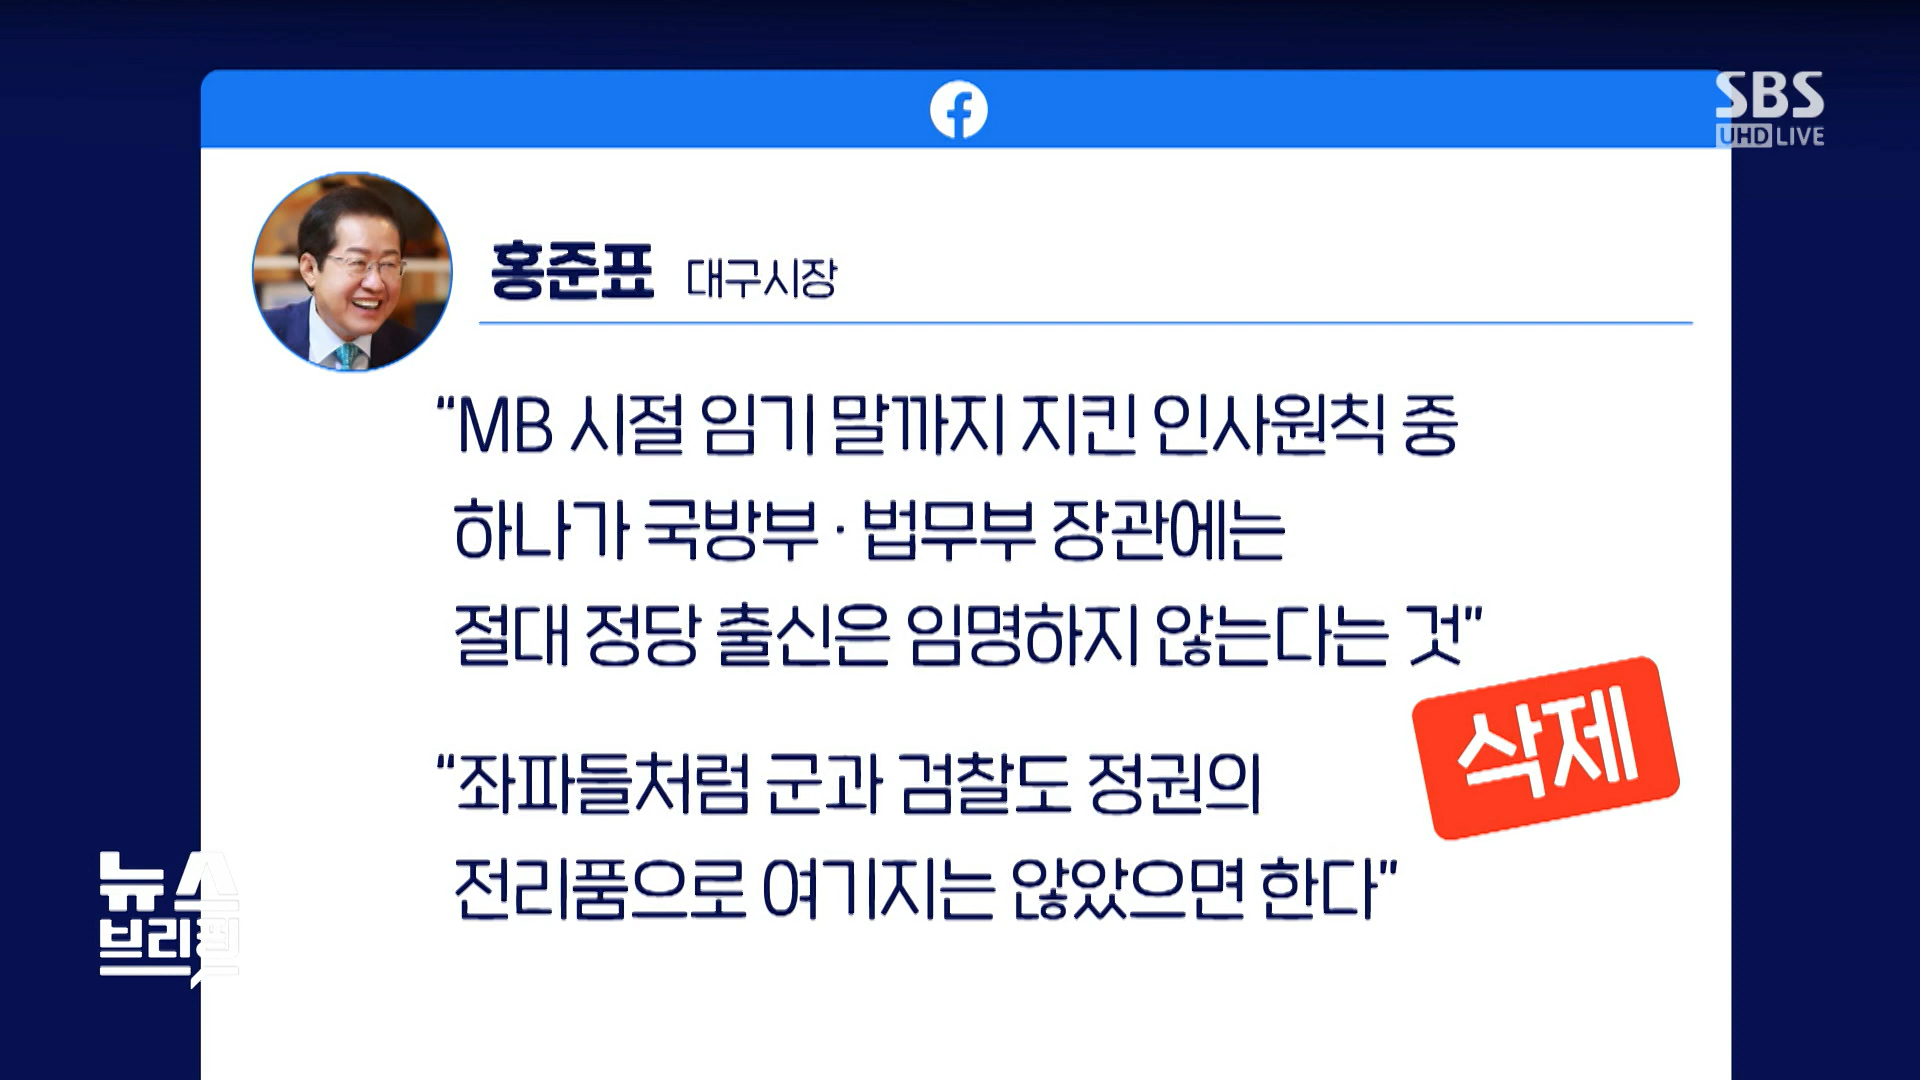 SBS
UHD LIVE
홍준표 대구시장
“MB 시절 임기 말까지 지킨 인사원칙 중
하나가 국방부·법무부 장관에는
절대 정당 출신은 임명하지 않는다는 것”
삭제
“좌파들처럼 군과 검찰도 정권의
전리품으로 여기지는 않았으면 한다”
뉴스
브리핑